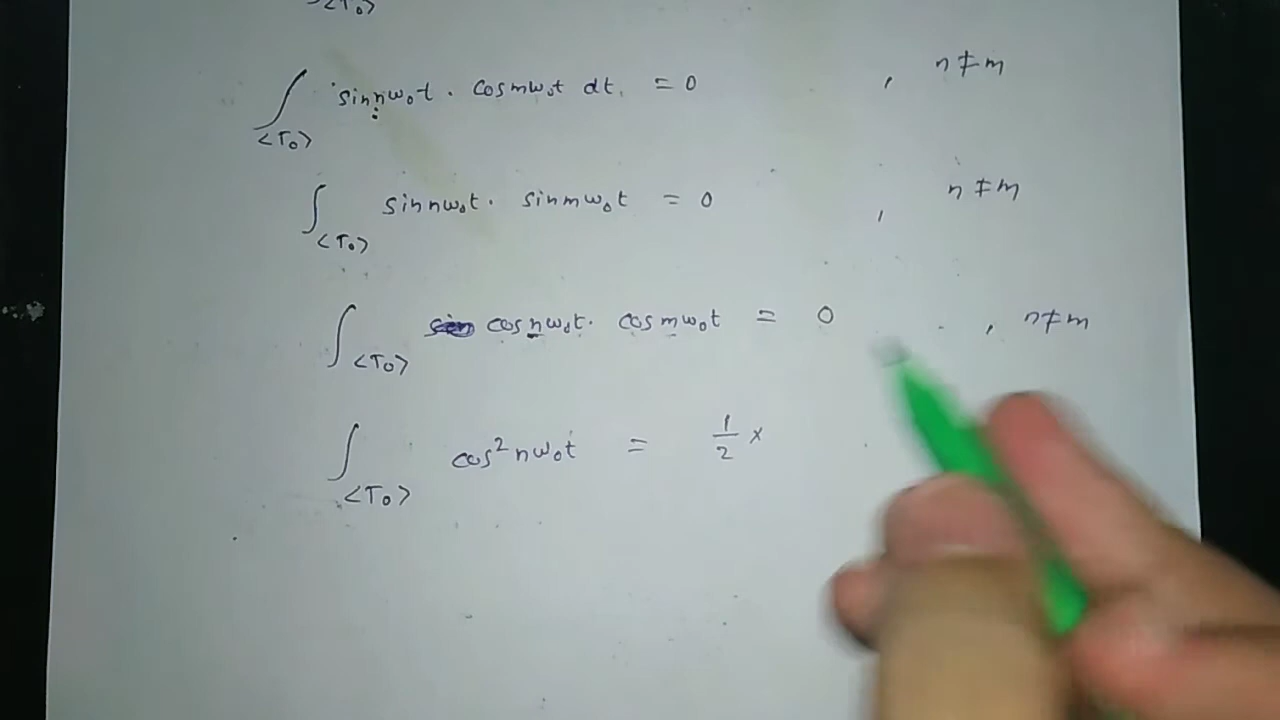 <T₀>
∫<T₀> sin nω₀t · cos mω₀t dt = 0 , n ≠ m
∫<T₀> sin nω₀t · sin mω₀t = 0 , n ≠ m
∫<T₀> cos nω₀t · cos mω₀t = 0 , n ≠ m
∫<T₀> cos² nω₀t = 1/2 ×